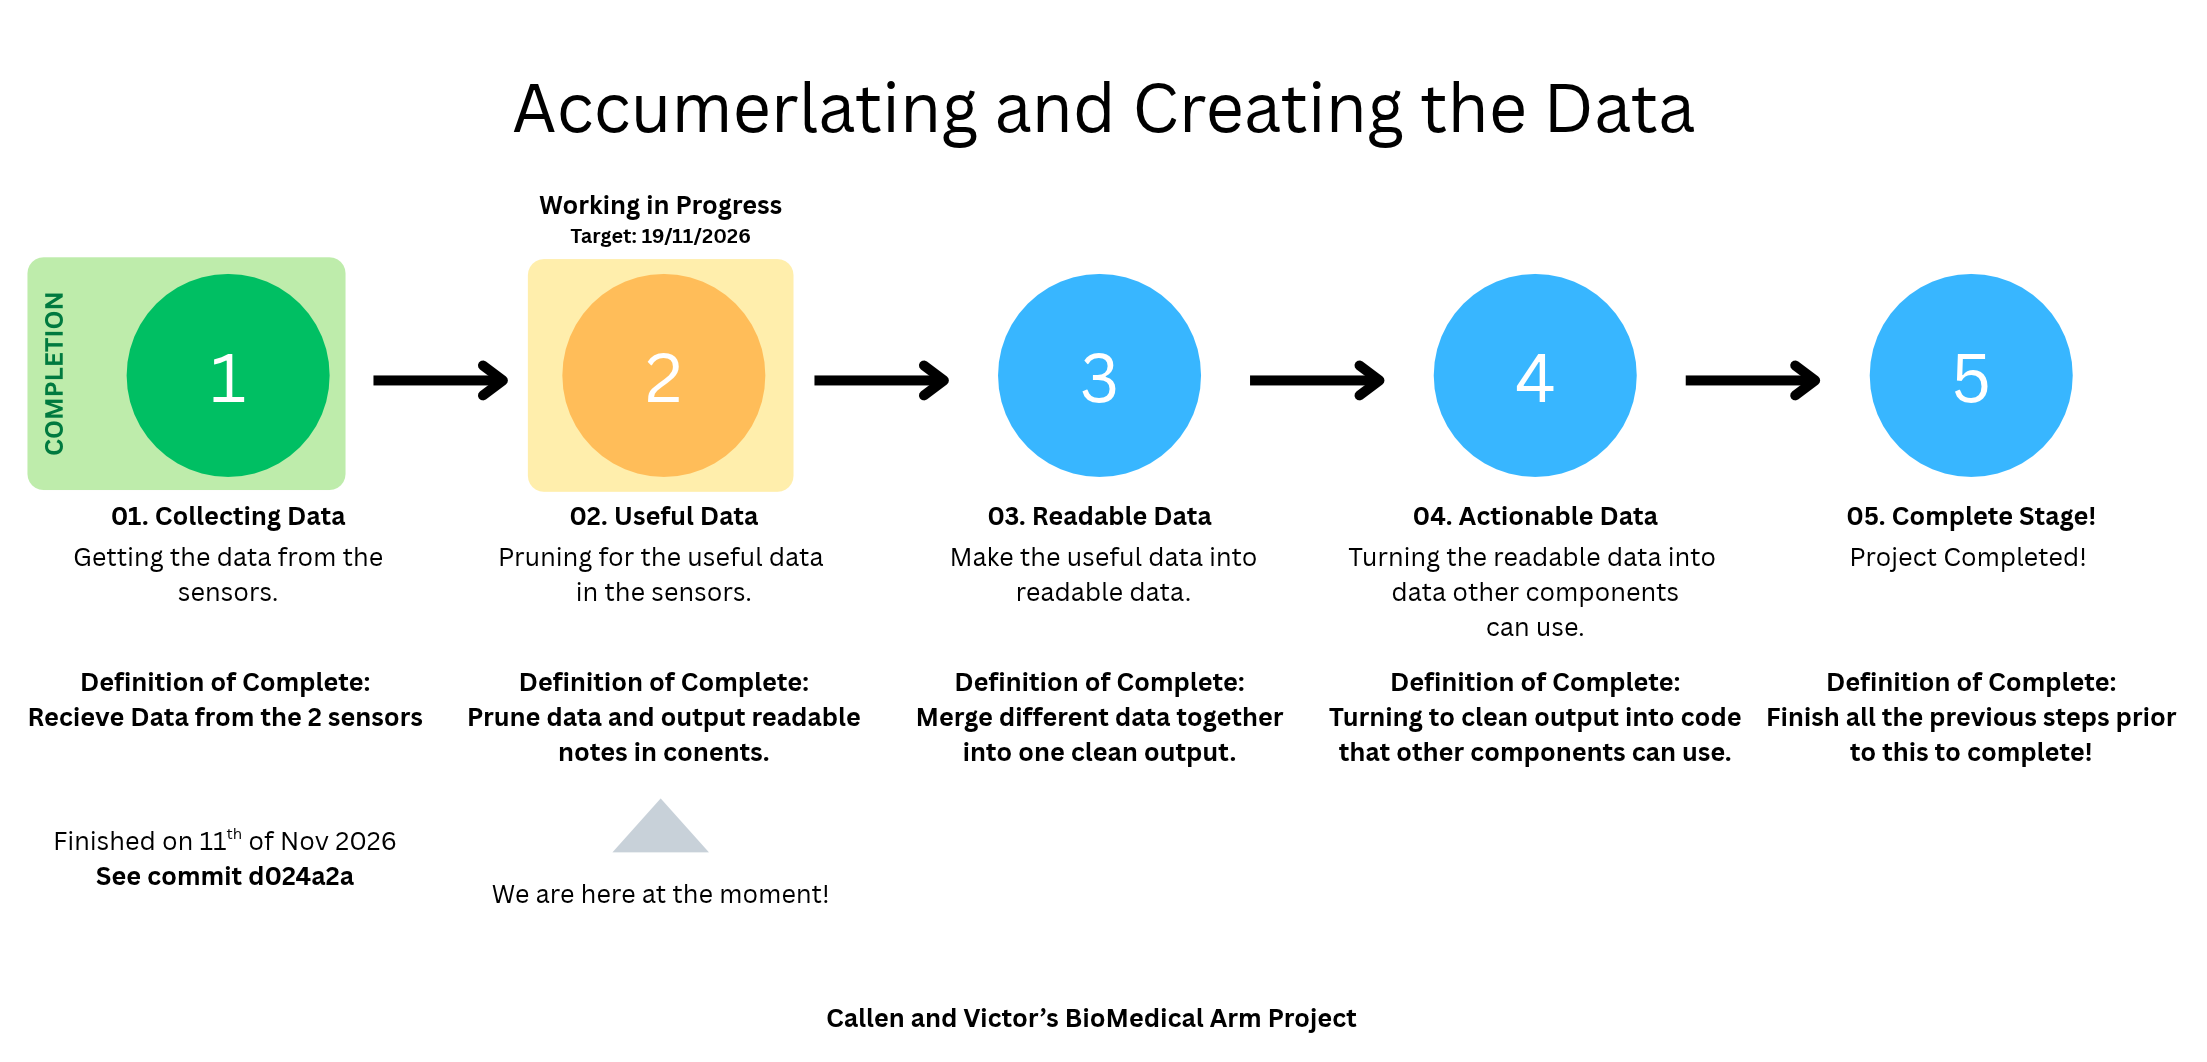 Accumerlating and Creating the Data
Working in Progress
Target: 19/11/2026
COMPLETION
1
2
3
4
5
01. Collecting Data
Getting the data from the
sensors.
02. Useful Data
Pruning for the useful data
in the sensors.
03. Readable Data
Make the useful data into
readable data.
04. Actionable Data
Turning the readable data into
data other components
can use.
05. Complete Stage!
Project Completed!
Definition of Complete:
Recieve Data from the 2 sensors
Definition of Complete:
Prune data and output readable
notes in conents.
Definition of Complete:
Merge different data together
into one clean output.
Definition of Complete:
Turning to clean output into code
that other components can use.
Definition of Complete:
Finish all the previous steps prior
to this to complete!
Finished on 11th of Nov 2026
See commit d024a2a
We are here at the moment!
Callen and Victor’s BioMedical Arm Project